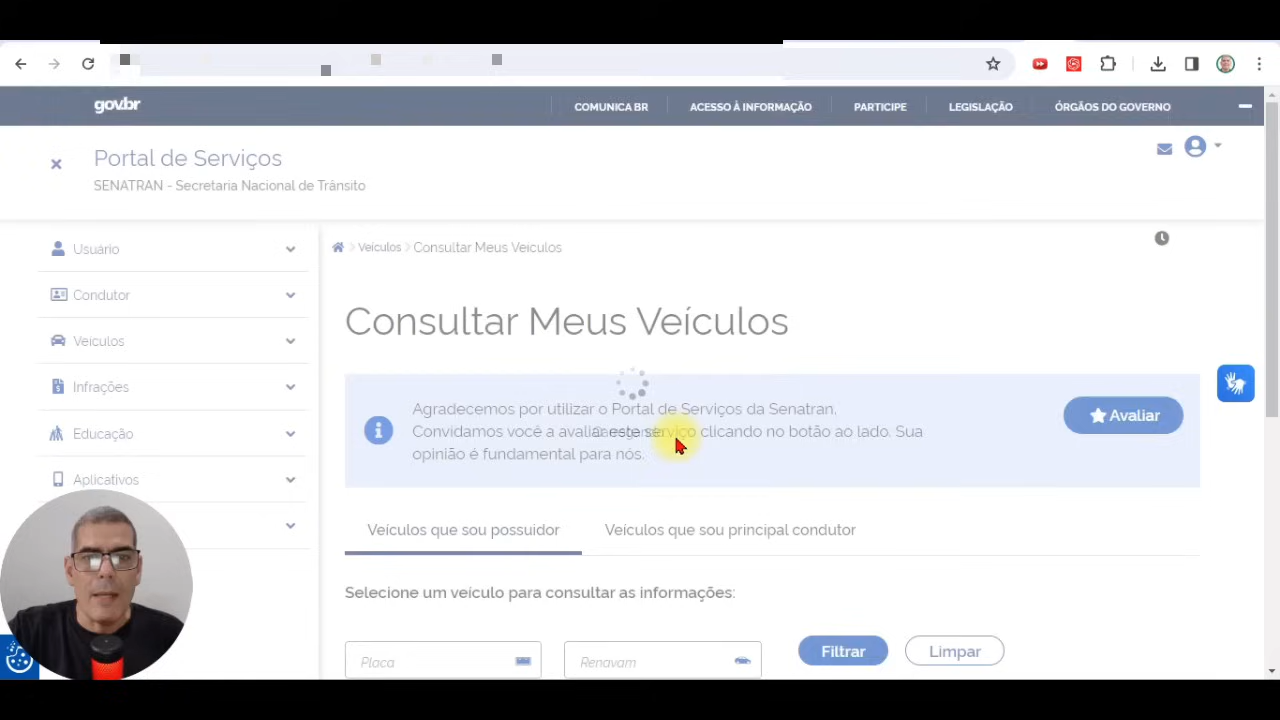 gov.br
COMUNICA BR
ACESSO À INFORMAÇÃO
PARTICIPE
LEGISLAÇÃO
ÓRGÃOS DO GOVERNO
Portal de Serviços
SENATRAN - Secretaria Nacional de Trânsito
Usuário
Condutor
Veículos
Infrações
Educação
Aplicativos
Veículos > Consultar Meus Veículos
Consultar Meus Veículos
Agradecemos por utilizar o Portal de Serviços da Senatran.
Convidamos você a avaliar este serviço clicando no botão ao lado. Sua
opinião é fundamental para nós.
Avaliar
Veículos que sou possuidor
Veículos que sou principal condutor
Selecione um veículo para consultar as informações:
Placa
Renavam
Filtrar
Limpar